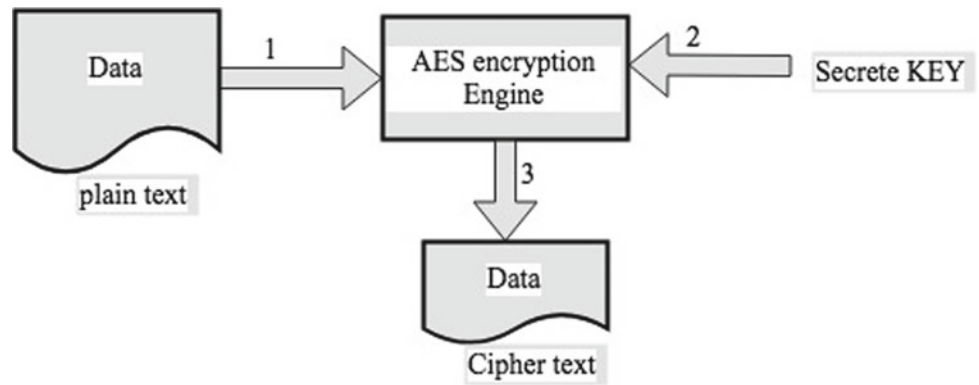 Data
plain text
1
AES encryption
Engine
2
Secrete KEY
3
Data
Cipher text